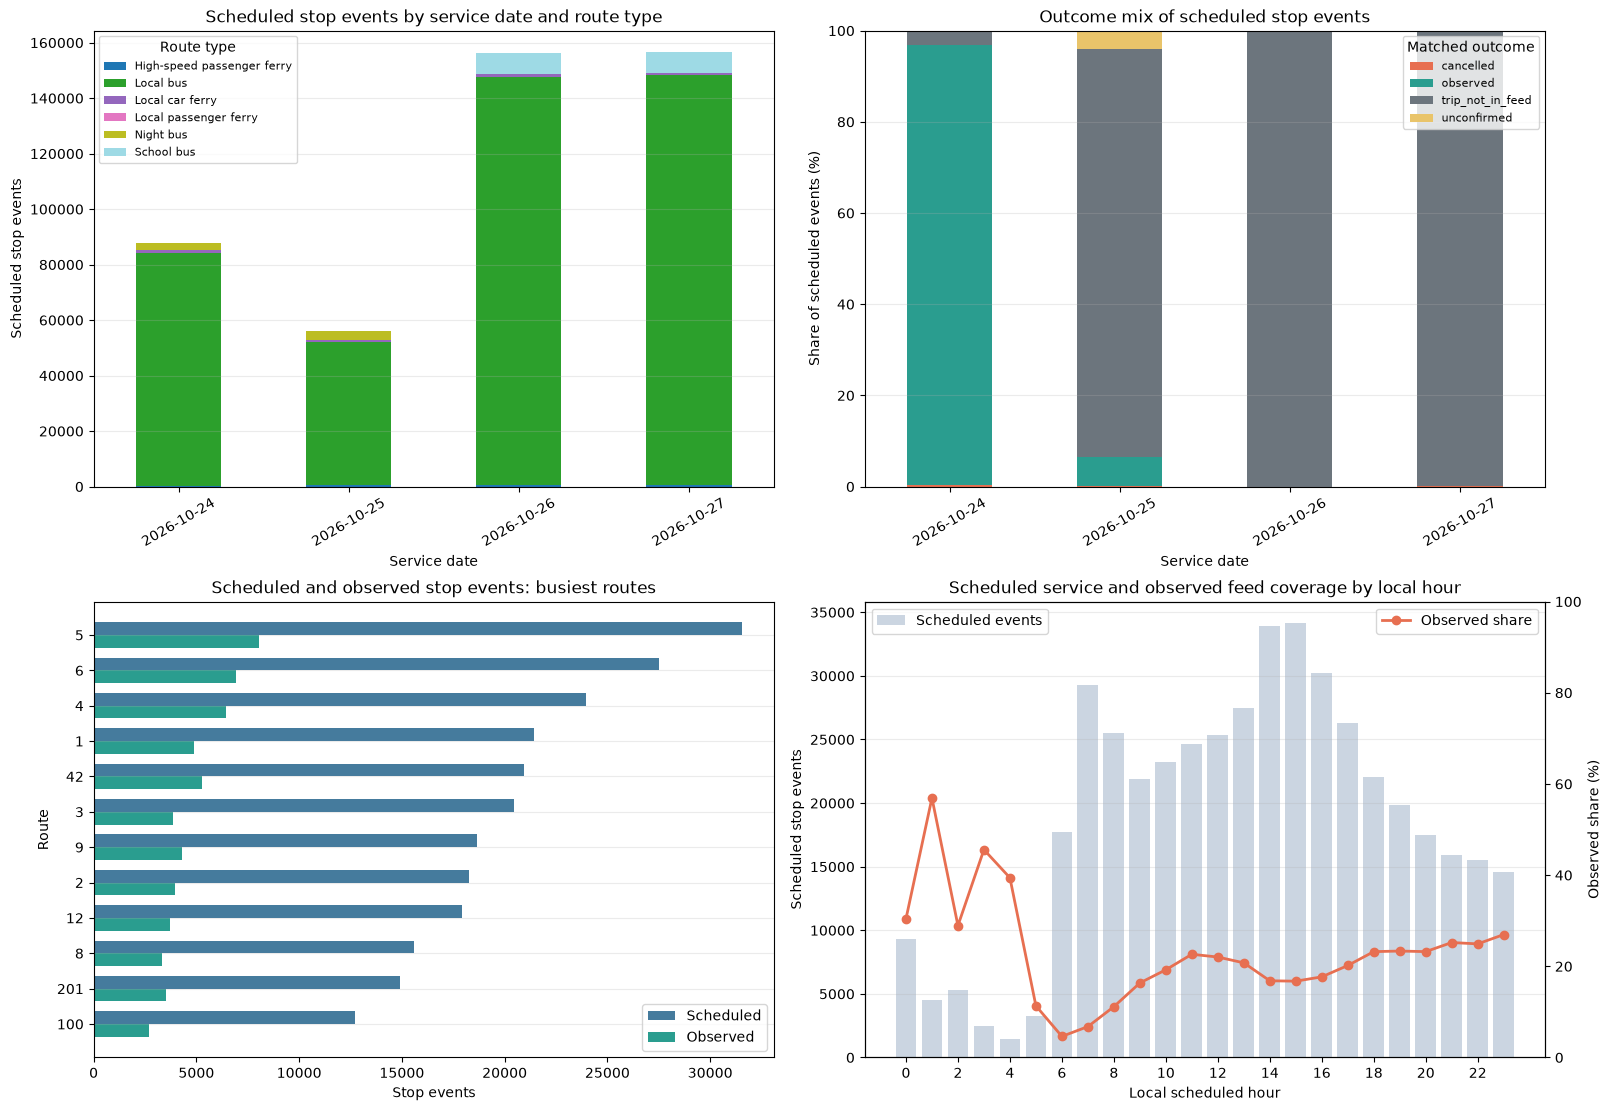 Scheduled stop events by service date and route type
Scheduled stop events
160000
140000
120000
100000
80000
60000
40000
20000
0
Route type
High-speed passenger ferry
Local bus
Local car ferry
Local passenger ferry
Night bus
School bus
2026-10-24
2026-10-25
2026-10-26
2026-10-27
Service date
Outcome mix of scheduled stop events
Share of scheduled events (%)
100
80
60
40
20
0
Matched outcome
cancelled
observed
trip_not_in_feed
unconfirmed
2026-10-24
2026-10-25
2026-10-26
2026-10-27
Service date
Scheduled and observed stop events: busiest routes
Route
5
6
4
1
42
3
9
2
12
8
201
100
Scheduled
Observed
0 5000 10000 15000 20000 25000 30000
Stop events
Scheduled service and observed feed coverage by local hour
Scheduled stop events
35000
30000
25000
20000
15000
10000
5000
0
Scheduled events
Observed share
100
80
60
40
20
0
Observed share (%)
0 2 4 6 8 10 12 14 16 18 20 22
Local scheduled hour